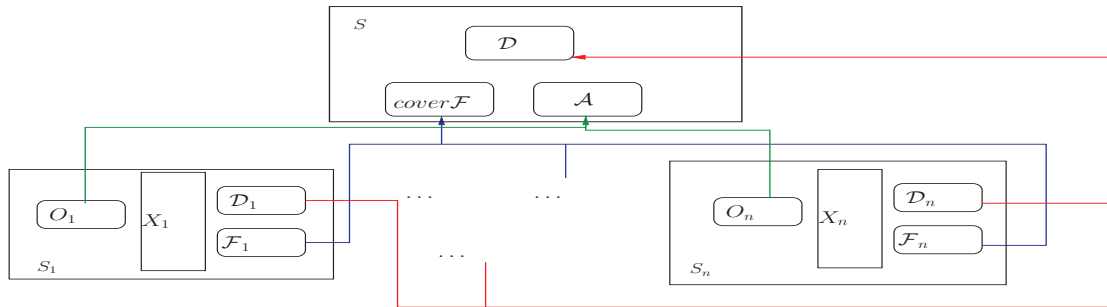 S
𝒟
cover ℱ 𝒜
O₁ X₁ 𝒟₁ ... ... Oₙ Xₙ 𝒟ₙ
ℱ₁ ℱₙ
S₁ ... Sₙ